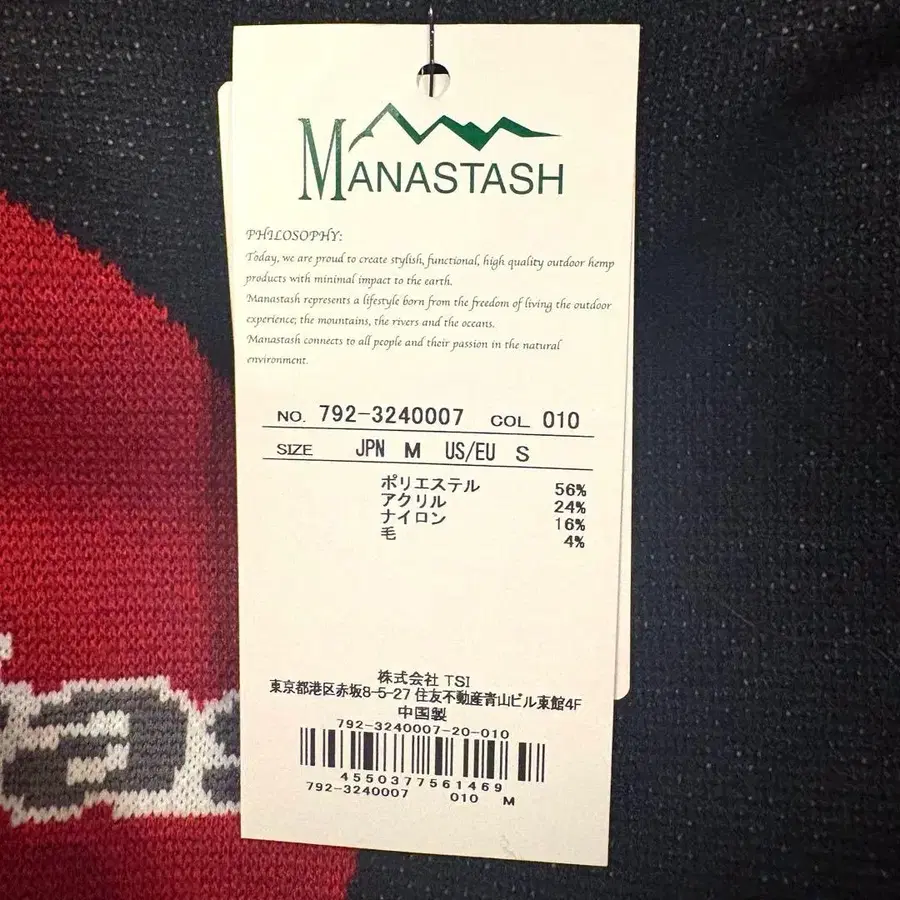 MANASTASH
PHILOSOPHY:
Today, we are proud to create stylish, functional, high quality outdoor hemp
products with minimal impact to the earth.
Manastash represents a lifestyle born from the freedom of living the outdoor
experience; the mountains, the rivers and the oceans.
Manastash connects to all people and their passion in the natural
environment.
NO. 792-3240007 COL 010
SIZE JPN M US/EU S
ポリエステル 56%
アクリル 24%
ナイロン 16%
毛 4%
株式会社 TSI
東京都港区赤坂8-5-27 住友不動産青山ビル東館4F
中国製
792-3240007-20-010
4550377561469
792-3240007 010 M